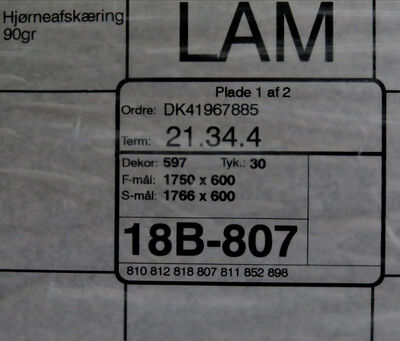 Hjørneafskæring
90gr
LAM
Plade 1 af 2
Ordre: DK41967885
Term: 21.34.4
Dekor: 597 Tyk.: 30
F-mål: 1750 x 600
S-mål: 1766 x 600
18B-807
810 812 818 807 811 852 898